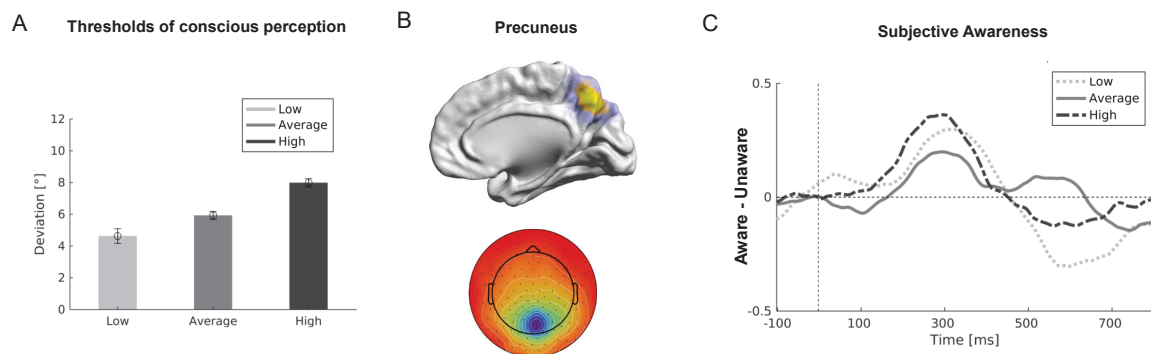 A
Thresholds of conscious perception
Low
Average
High
Deviation [°]
12
10
8
6
4
2
0
Low Average High
B
Precuneus
C
Subjective Awareness
Low
Average
High
Aware - Unaware
0.5
0
-0.5
-100 100 300 500 700
Time [ms]